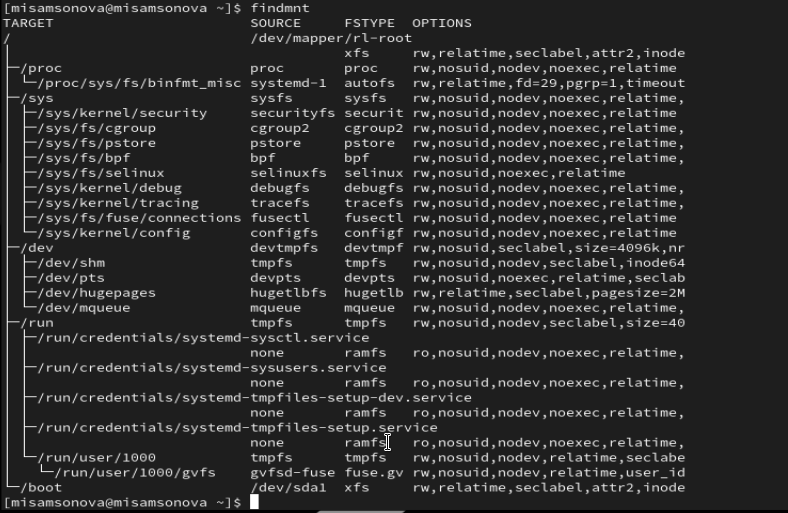 [misamsonova@misamsonova ~]$ findmnt
TARGET                       SOURCE     FSTYPE  OPTIONS
/                            /dev/mapper/rl-root
│                                       xfs     rw,relatime,seclabel,attr2,inode
├─/proc                      proc       proc    rw,nosuid,nodev,noexec,relatime
│ └─/proc/sys/fs/binfmt_misc systemd-1  autofs  rw,relatime,fd=29,pgrp=1,timeout
├─/sys                       sysfs      sysfs   rw,nosuid,nodev,noexec,relatime,
│ ├─/sys/kernel/security     securityfs securit rw,nosuid,nodev,noexec,relatime
│ ├─/sys/fs/cgroup           cgroup2    cgroup2 rw,nosuid,nodev,noexec,relatime,
│ ├─/sys/fs/pstore           pstore     pstore  rw,nosuid,nodev,noexec,relatime,
│ ├─/sys/fs/bpf              bpf        bpf     rw,nosuid,nodev,noexec,relatime,
│ ├─/sys/fs/selinux          selinuxfs  selinux rw,nosuid,noexec,relatime
│ ├─/sys/kernel/debug        debugfs    debugfs rw,nosuid,nodev,noexec,relatime,
│ ├─/sys/kernel/tracing      tracefs    tracefs rw,nosuid,nodev,noexec,relatime,
│ ├─/sys/fs/fuse/connections fusectl    fusectl rw,nosuid,nodev,noexec,relatime
│ └─/sys/kernel/config       configfs   configf rw,nosuid,nodev,noexec,relatime
├─/dev                       devtmpfs   devtmpf rw,nosuid,seclabel,size=4096k,nr
│ ├─/dev/shm                 tmpfs      tmpfs   rw,nosuid,nodev,seclabel,inode64
│ ├─/dev/pts                 devpts     devpts  rw,nosuid,noexec,relatime,seclab
│ ├─/dev/hugepages           hugetlbfs  hugetlb rw,relatime,seclabel,pagesize=2M
│ └─/dev/mqueue              mqueue     mqueue  rw,nosuid,nodev,noexec,relatime,
├─/run                       tmpfs      tmpfs   rw,nosuid,nodev,seclabel,size=40
│ ├─/run/credentials/systemd-sysctl.service
│ │                          none       ramfs   ro,nosuid,nodev,noexec,relatime,
│ ├─/run/credentials/systemd-sysusers.service
│ │                          none       ramfs   ro,nosuid,nodev,noexec,relatime,
│ ├─/run/credentials/systemd-tmpfiles-setup-dev.service
│ │                          none       ramfs   ro,nosuid,nodev,noexec,relatime,
│ ├─/run/credentials/systemd-tmpfiles-setup.service
│ │                          none       ramfs   ro,nosuid,nodev,noexec,relatime,
│ └─/run/user/1000           tmpfs      tmpfs   rw,nosuid,nodev,relatime,seclabe
│   └─/run/user/1000/gvfs    gvfsd-fuse fuse.gv rw,nosuid,nodev,relatime,user_id
└─/boot                      /dev/sda1  xfs     rw,relatime,seclabel,attr2,inode
[misamsonova@misamsonova ~]$